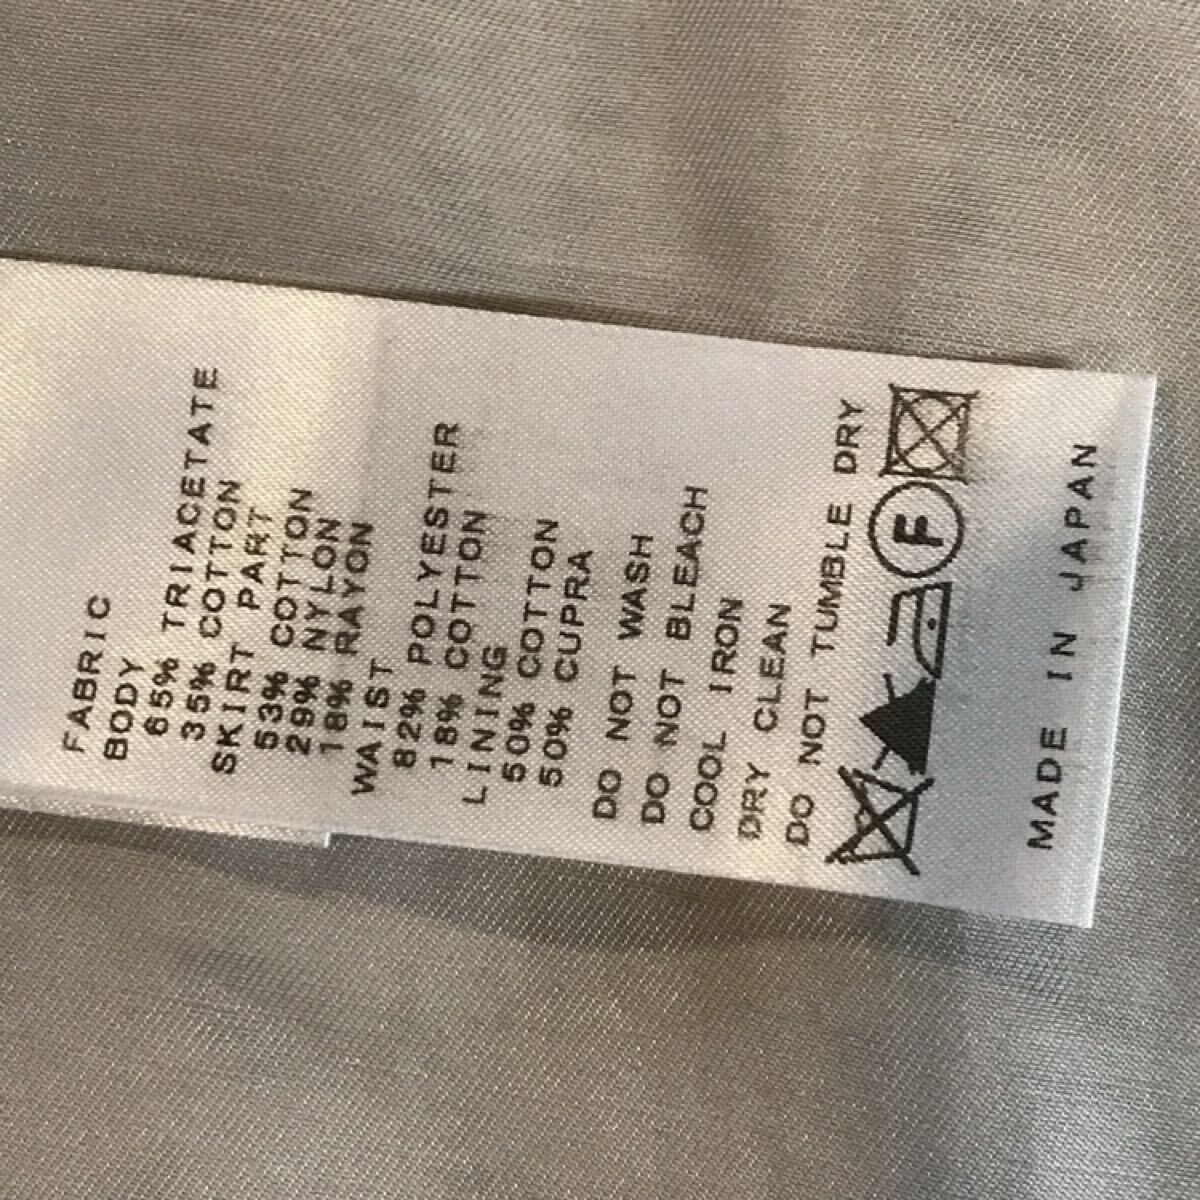 FABRIC
BODY
65% TRIACETATE
35% COTTON
SKIRT PART
53% COTTON
29% NYLON
18% RAYON
WAIST
82% POLYESTER
18% COTTON
LINING
50% COTTON
50% CUPRA
DO NOT WASH
DO NOT BLEACH
COOL IRON
DRY CLEAN
DO NOT TUMBLE DRY
F
MADE IN JAPAN